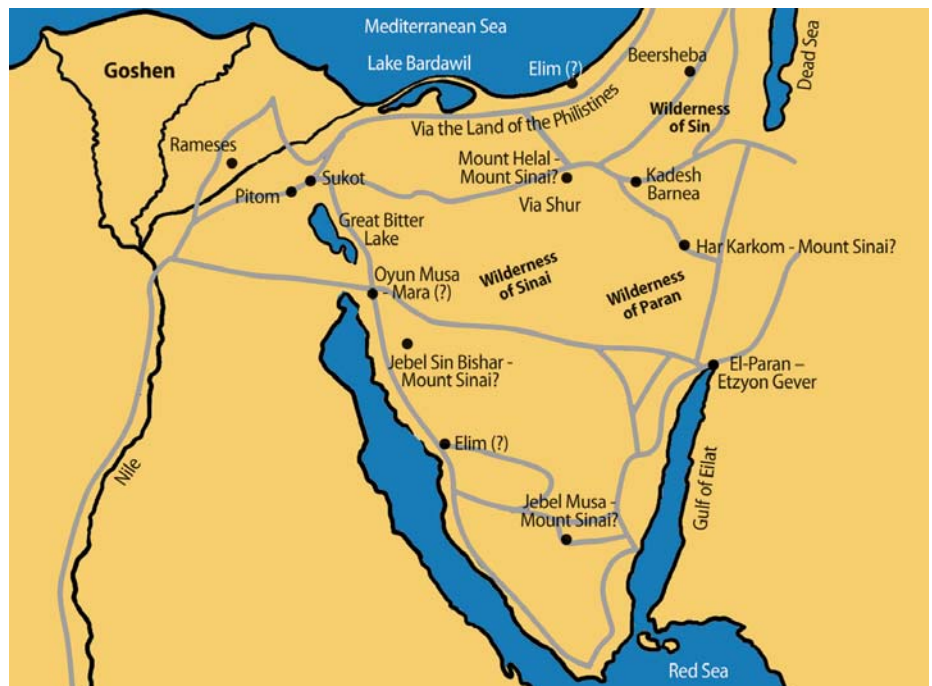 Mediterranean Sea
Lake Bardawil
Elim (?)
Beersheba
Dead Sea
Goshen
Wilderness
of Sin
Via the Land of the Philistines
Rameses
Mount Helal -
Mount Sinai?
Sukot
Kadesh
Barnea
Pitom
Via Shur
Great Bitter
Lake
Har Karkom - Mount Sinai?
Wilderness
of Sinai
Wilderness
of Paran
Oyun Musa
- Mara (?)
Jebel Sin Bishar -
Mount Sinai?
El-Paran –
Etzyon Gever
Elim (?)
Nile
Gulf of Eilat
Jebel Musa -
Mount Sinai?
Red Sea